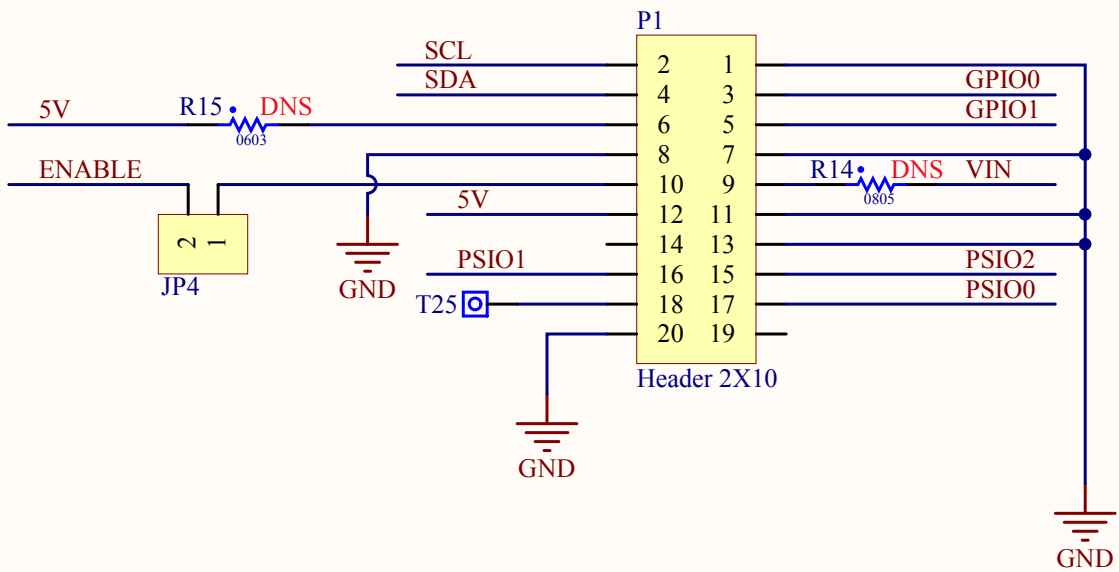 P1
SCL 2 1
SDA 4 3 GPIO0
5V R15 DNS 0603 6 5 GPIO1
8 7
ENABLE 10 9 R14 DNS 0805 VIN
5V 12 11
14 13
2 1
JP4
GND
PSIO1 16 15 PSIO2
T25 18 17 PSIO0
20 19
Header 2X10
GND
GND